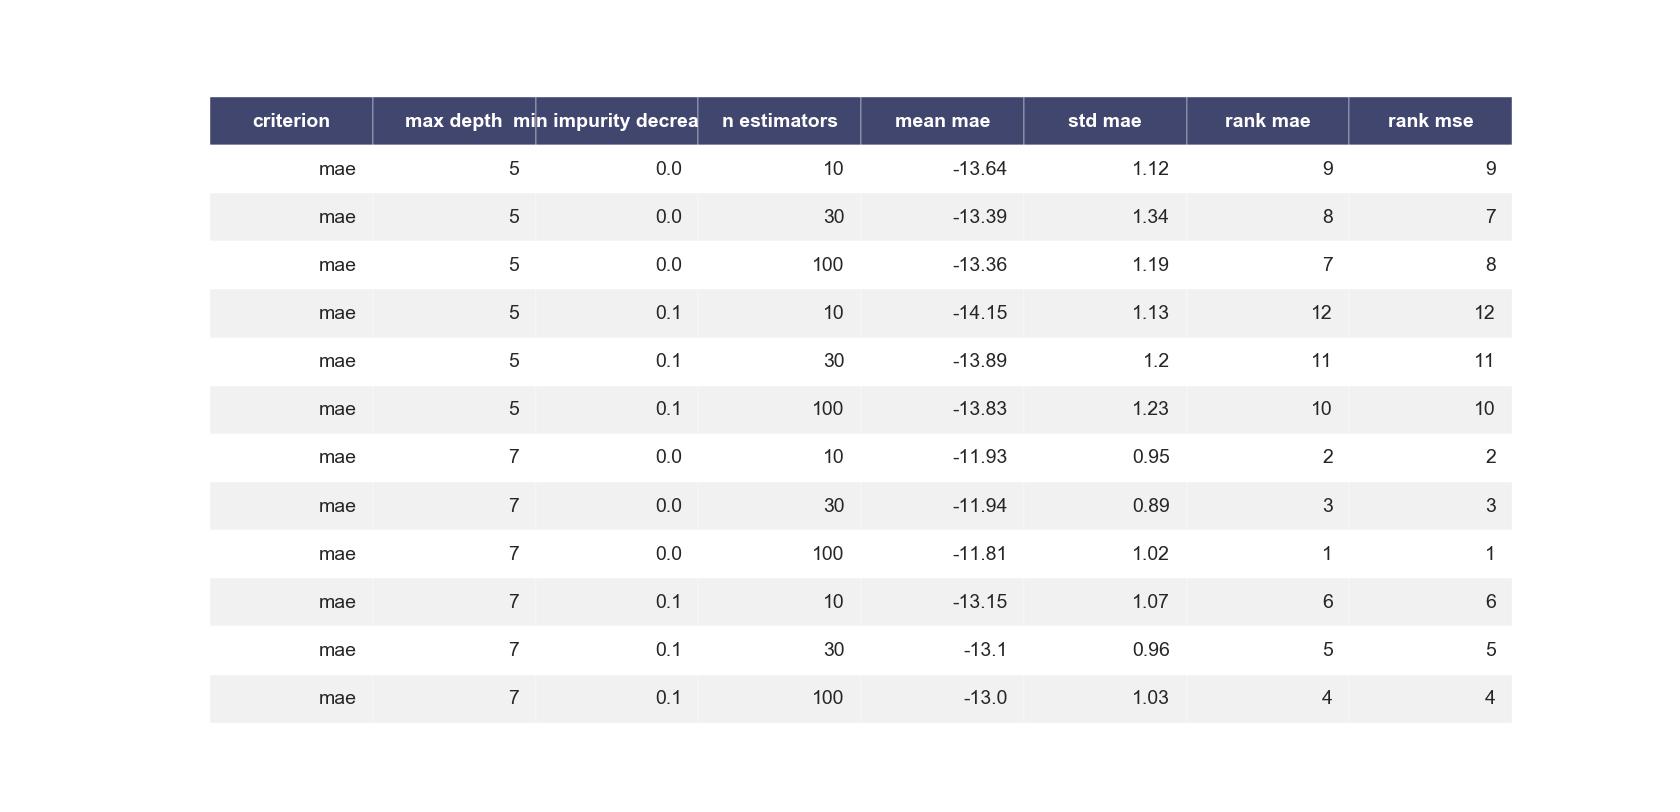 criterion max depth min impurity decrea n estimators mean mae std mae rank mae rank mse
mae 5 0.0 10 -13.64 1.12 9 9
mae 5 0.0 30 -13.39 1.34 8 7
mae 5 0.0 100 -13.36 1.19 7 8
mae 5 0.1 10 -14.15 1.13 12 12
mae 5 0.1 30 -13.89 1.2 11 11
mae 5 0.1 100 -13.83 1.23 10 10
mae 7 0.0 10 -11.93 0.95 2 2
mae 7 0.0 30 -11.94 0.89 3 3
mae 7 0.0 100 -11.81 1.02 1 1
mae 7 0.1 10 -13.15 1.07 6 6
mae 7 0.1 30 -13.1 0.96 5 5
mae 7 0.1 100 -13.0 1.03 4 4